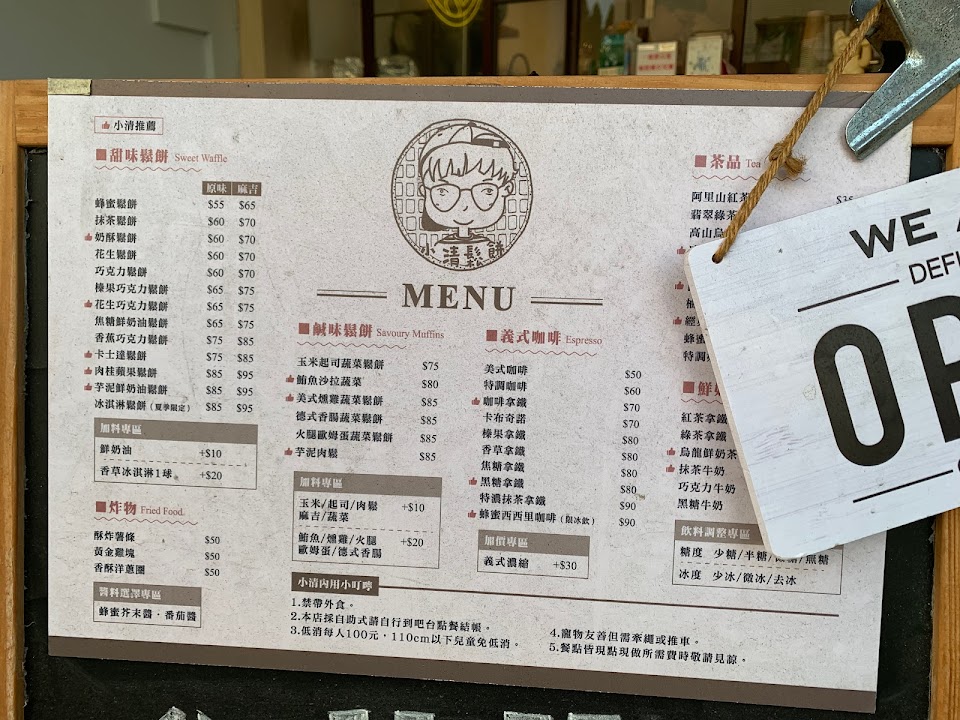 小清推薦
甜味鬆餅 Sweet Waffle
原味 麻吉
蜂蜜鬆餅 $55 $65
抹茶鬆餅 $60 $70
奶酥鬆餅 $60 $70
花生鬆餅 $60 $70
巧克力鬆餅 $60 $70
榛果巧克力鬆餅 $65 $75
花生巧克力鬆餅 $65 $75
焦糖鮮奶油鬆餅 $65 $75
香蕉巧克力鬆餅 $75 $85
卡士達鬆餅 $75 $85
肉桂蘋果鬆餅 $85 $95
芋泥鮮奶油鬆餅 $85 $95
冰淇淋鬆餅(夏季限定) $85 $95
加料專區
鮮奶油 +$10
香草冰淇淋1球 +$20
炸物 Fried Food.
酥炸薯條 $50
黃金雞塊 $50
香酥洋蔥圈 $50
醬料選擇專區
蜂蜜芥末醬·番茄醬
小清鬆餅
MENU
鹹味鬆餅 Savoury Muffins
玉米起司蔬菜鬆餅 $75
鮪魚沙拉蔬菜 $80
美式燻雞蔬菜鬆餅 $85
德式香腸蔬菜鬆餅 $85
火腿歐姆蛋蔬菜鬆餅 $85
芋泥肉鬆 $85
加料專區
玉米/起司/肉鬆 +$10
麻吉/蔬菜
鮪魚/燻雞/火腿 +$20
歐姆蛋/德式香腸
義式咖啡 Espresso
美式咖啡 $50
特調咖啡 $60
咖啡拿鐵 $70
卡布奇諾 $70
榛果拿鐵 $80
香草拿鐵 $80
焦糖拿鐵 $80
黑糖拿鐵 $80
特濃抹茶拿鐵 $90
蜂蜜西西里咖啡(限冰飲) $90
加價專區
義式濃縮 +$30
茶品 Tea
阿里山紅茶 $35
翡翠綠茶
高山烏
蜂蜜
特調
鮮
紅茶拿鐵
綠茶拿鐵
烏龍鮮奶茶
抹茶牛奶
巧克力牛奶
黑糖牛奶
飲料調整專區
糖度 少糖/半糖/微糖/無糖
冰度 少冰/微冰/去冰
小清內用小叮嚀
1.禁帶外食。
2.本店採自助式請自行到吧台點餐結帳。
3.低消每人100元,110cm以下兒童免低消。
4.寵物友善但需牽繩或推車。
5.餐點皆現點現做所需費時敬請見諒。
WE
DEFI
OP